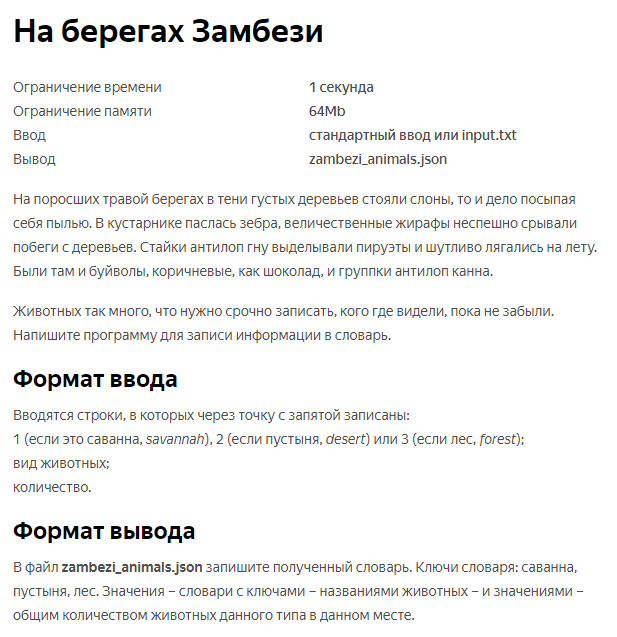 На берегах Замбези
Ограничение времени 1 секунда
Ограничение памяти 64Mb
Ввод стандартный ввод или input.txt
Вывод zambezi_animals.json
На поросших травой берегах в тени густых деревьев стояли слоны, то и дело посыпая
себя пылью. В кустарнике паслась зебра, величественные жирафы неспешно срывали
побеги с деревьев. Стайки антилоп гну выделывали пируэты и шутливо лягались на лету.
Были там и буйволы, коричневые, как шоколад, и группки антилоп канна.
Животных так много, что нужно срочно записать, кого где видели, пока не забыли.
Напишите программу для записи информации в словарь.
Формат ввода
Вводятся строки, в которых через точку с запятой записаны:
1 (если это саванна, savannah), 2 (если пустыня, desert) или 3 (если лес, forest);
вид животных;
количество.
Формат вывода
В файл zambezi_animals.json запишите полученный словарь. Ключи словаря: саванна,
пустыня, лес. Значения – словари с ключами – названиями животных – и значениями –
общим количеством животных данного типа в данном месте.